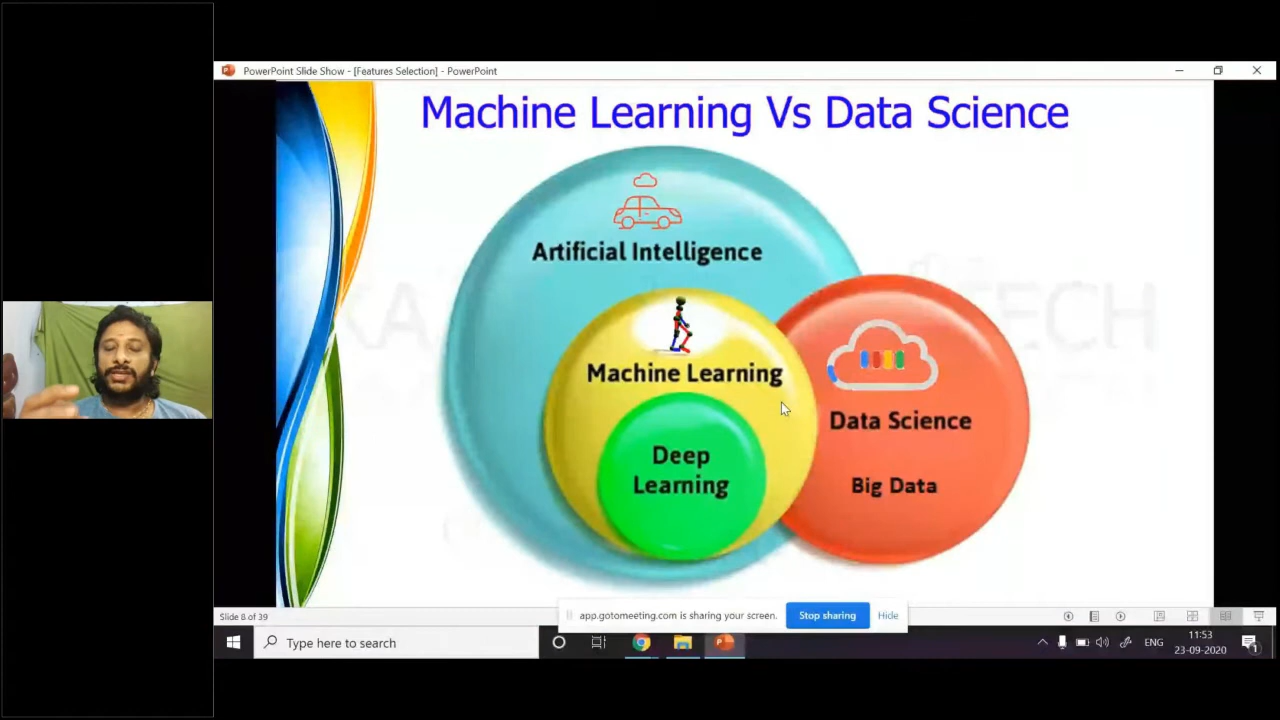 PowerPoint Slide Show - [Features Selection] - PowerPoint
Machine Learning Vs Data Science
Artificial Intelligence
Machine Learning
Deep
Learning
Data Science
Big Data
TECH
Slide 8 of 39
app.gotomeeting.com is sharing your screen.
Stop sharing
Hide
Type here to search
ENG
11:53
23-09-2020
1